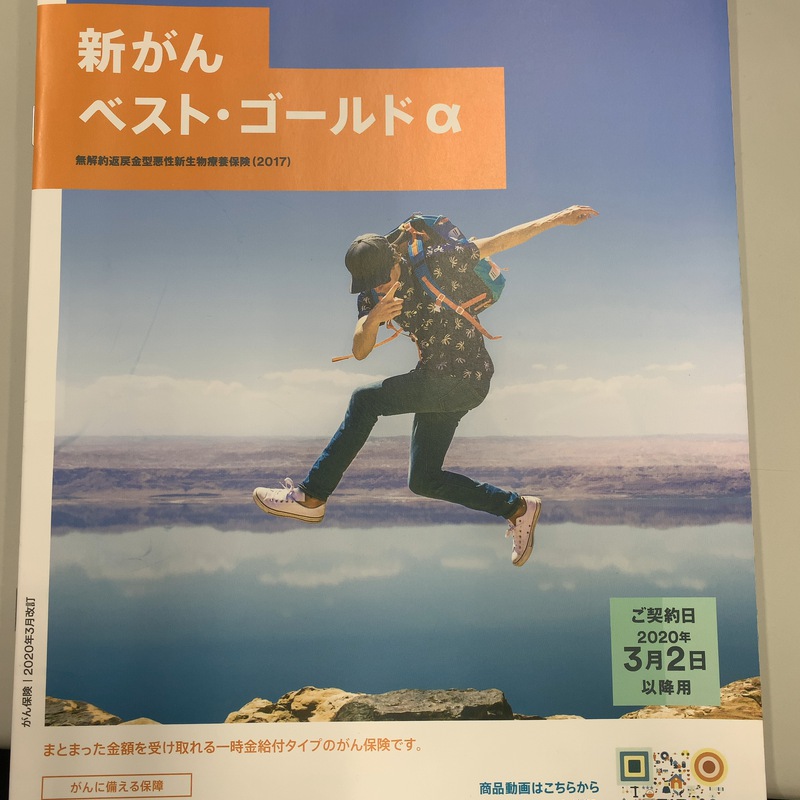 新がん
ベスト・ゴールドα
無解約返戻金型悪性新生物療養保険(2017)
ご契約日
2020年
3月2日
以降用
がん保険|2020年3月改訂
まとまった金額を受け取れる一時金給付タイプのがん保険です。
がんに備える保障
商品動画はこちらから